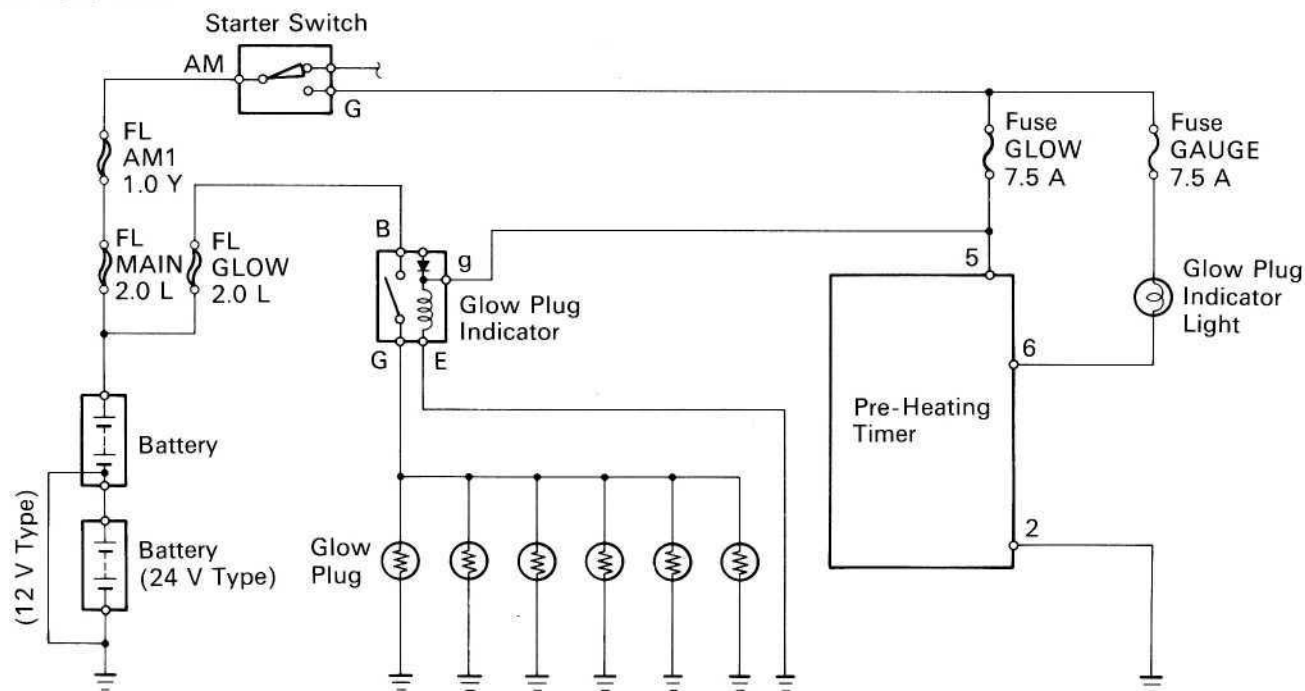 Starter Switch
AM
G
FL
AM1
1.0 Y
FL
MAIN
2.0 L
FL
GLOW
2.0 L
B
g
Glow Plug
Indicator
G
E
Fuse
GLOW
7.5 A
Fuse
GAUGE
7.5 A
5
Glow Plug
Indicator
Light
6
Pre-Heating
Timer
2
Battery
Battery
(24 V Type)
(12 V Type)
Glow
Plug